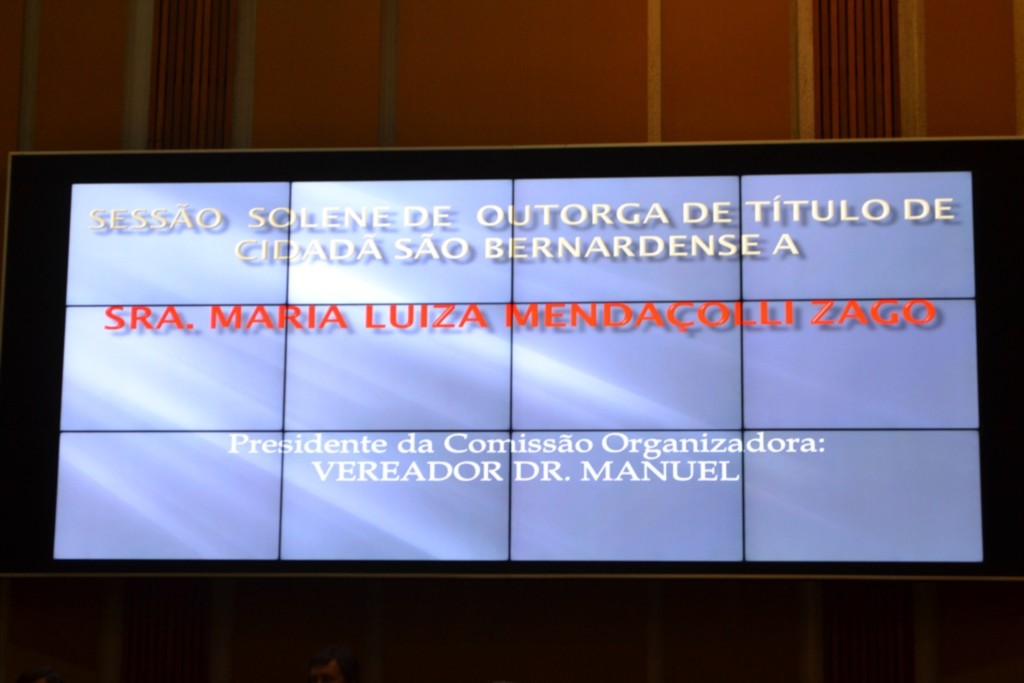 SESSÃO SOLENE DE OUTORGA DE TÍTULO DE
CIDADÃ SÃO BERNARDENSE A
SRA. MARIA LUIZA MENDAÇOLLI ZAGO
Presidente da Comissão Organizadora:
VEREADOR DR. MANUEL